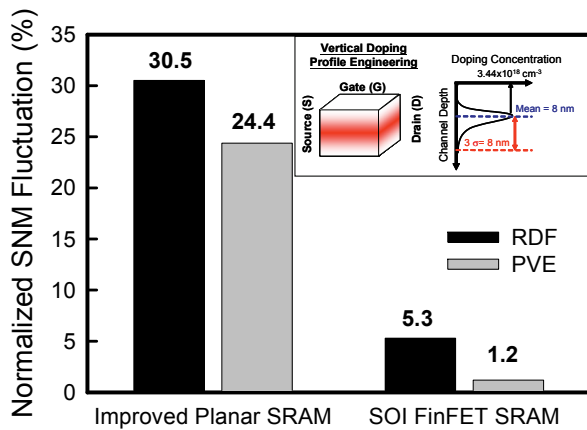 Normalized SNM Fluctuation (%)
35
30
25
20
15
10
5
0
30.5
24.4
5.3
1.2
Improved Planar SRAM
SOI FinFET SRAM
RDF
PVE
Vertical Doping
Profile Engineering
Gate (G)
Source (S)
Drain (D)
Doping Concentration
3.44x10¹⁸ cm⁻³
Channel Depth
Mean = 8 nm
3 σ= 8 nm